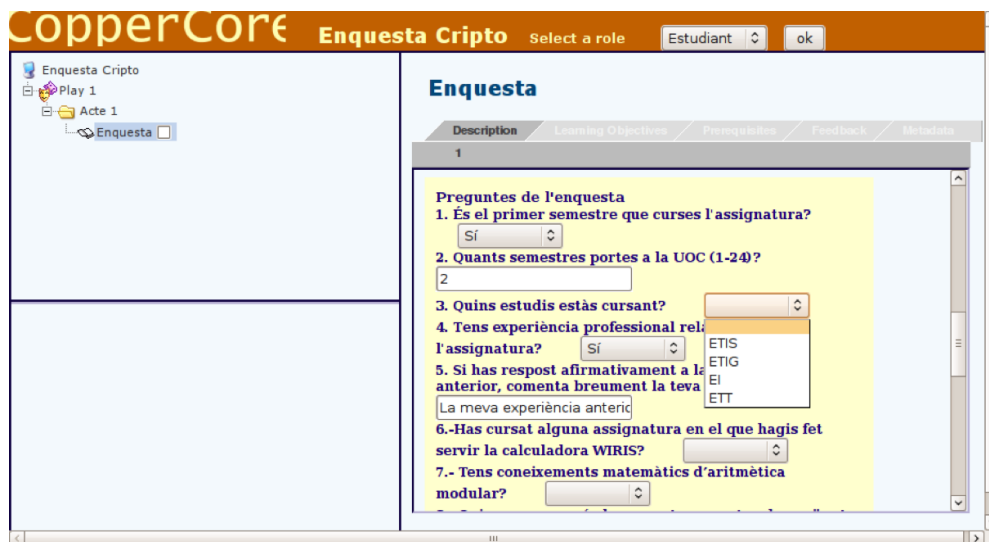 CopperCore
Enquesta Cripto Select a role Estudiant ok
Enquesta Cripto
Play 1
Acte 1
Enquesta
Enquesta
Description Learning Objectives Prerequisites Feedback Metadata
1
Preguntes de l'enquesta
1. És el primer semestre que curses l'assignatura?
Sí
2. Quants semestres portes a la UOC (1-24)?
2
3. Quins estudis estàs cursant?
ETIS
ETIG
EI
ETT
4. Tens experiència professional
l'assignatura? Sí
5. Si has respost afirmativament a la
anterior, comenta breument la teva
La meva experiència anterio
6.-Has cursat alguna assignatura en el que hagis fet
servir la calculadora WIRIS?
7.- Tens coneixements matemàtics d'aritmètica
modular?